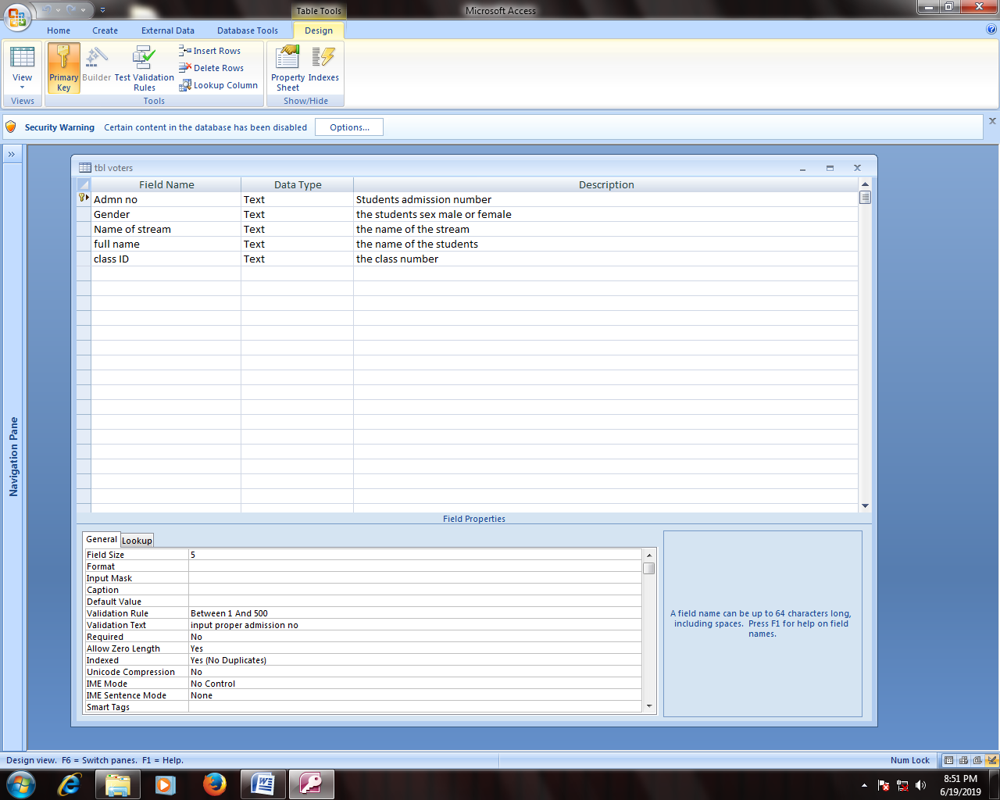 Table Tools
Microsoft Access
Home Create External Data Database Tools Design
View
Primary Key
Builder
Test Validation Rules
Insert Rows
Delete Rows
Lookup Column
Property Sheet
Indexes
Views Tools Show/Hide
Security Warning Certain content in the database has been disabled Options...
»
Navigation Pane
tbl voters
Field Name Data Type Description
Admn no Text Students admission number
Gender Text the students sex male or female
Name of stream Text the name of the stream
full name Text the name of the students
class ID Text the class number
Field Properties
General Lookup
Field Size 5
Format
Input Mask
Caption
Default Value
Validation Rule Between 1 And 500
Validation Text input proper admission no
Required No
Allow Zero Length Yes
Indexed Yes (No Duplicates)
Unicode Compression No
IME Mode No Control
IME Sentence Mode None
Smart Tags
A field name can be up to 64 characters long,
including spaces. Press F1 for help on field
names.
Design view. F6 = Switch panes. F1 = Help. Num Lock
8:51 PM
6/19/2019